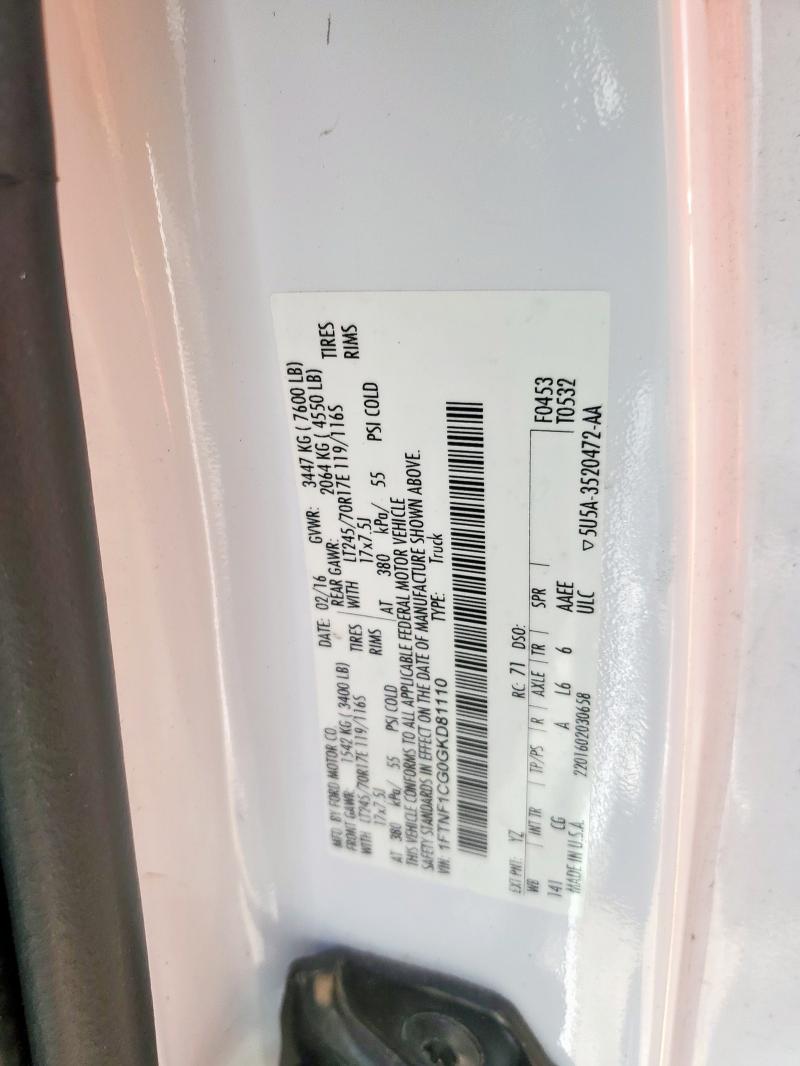 MFD. BY FORD MOTOR CO. DATE: 02/16 GVWR: 3447 KG ( 7600 LB)
FRONT GAWR: 1542 KG ( 3400 LB) REAR GAWR: 2064 KG ( 4550 LB)
WITH LT245/70R17E 119/116S TIRES WITH LT245/70R17E 119/116S TIRES
17x7.5J RIMS 17x7.5J RIMS
AT 380 kPa/ 55 PSI COLD AT 380 kPa/ 55 PSI COLD
THIS VEHICLE CONFORMS TO ALL APPLICABLE FEDERAL MOTOR VEHICLE
SAFETY STANDARDS IN EFFECT ON THE DATE OF MANUFACTURE SHOWN ABOVE.
VIN: 1FTNF1CG0GKD81110 TYPE: Truck
EXT PNT: YZ RC: 71 DSO: F0453
WB INT TR TP/PS R AXLE TR SPR T0532
141 CG A L6 6 AAEE
MADE IN U.S.A. 2201602030658 ULC ▽5U5A-3520472-AA